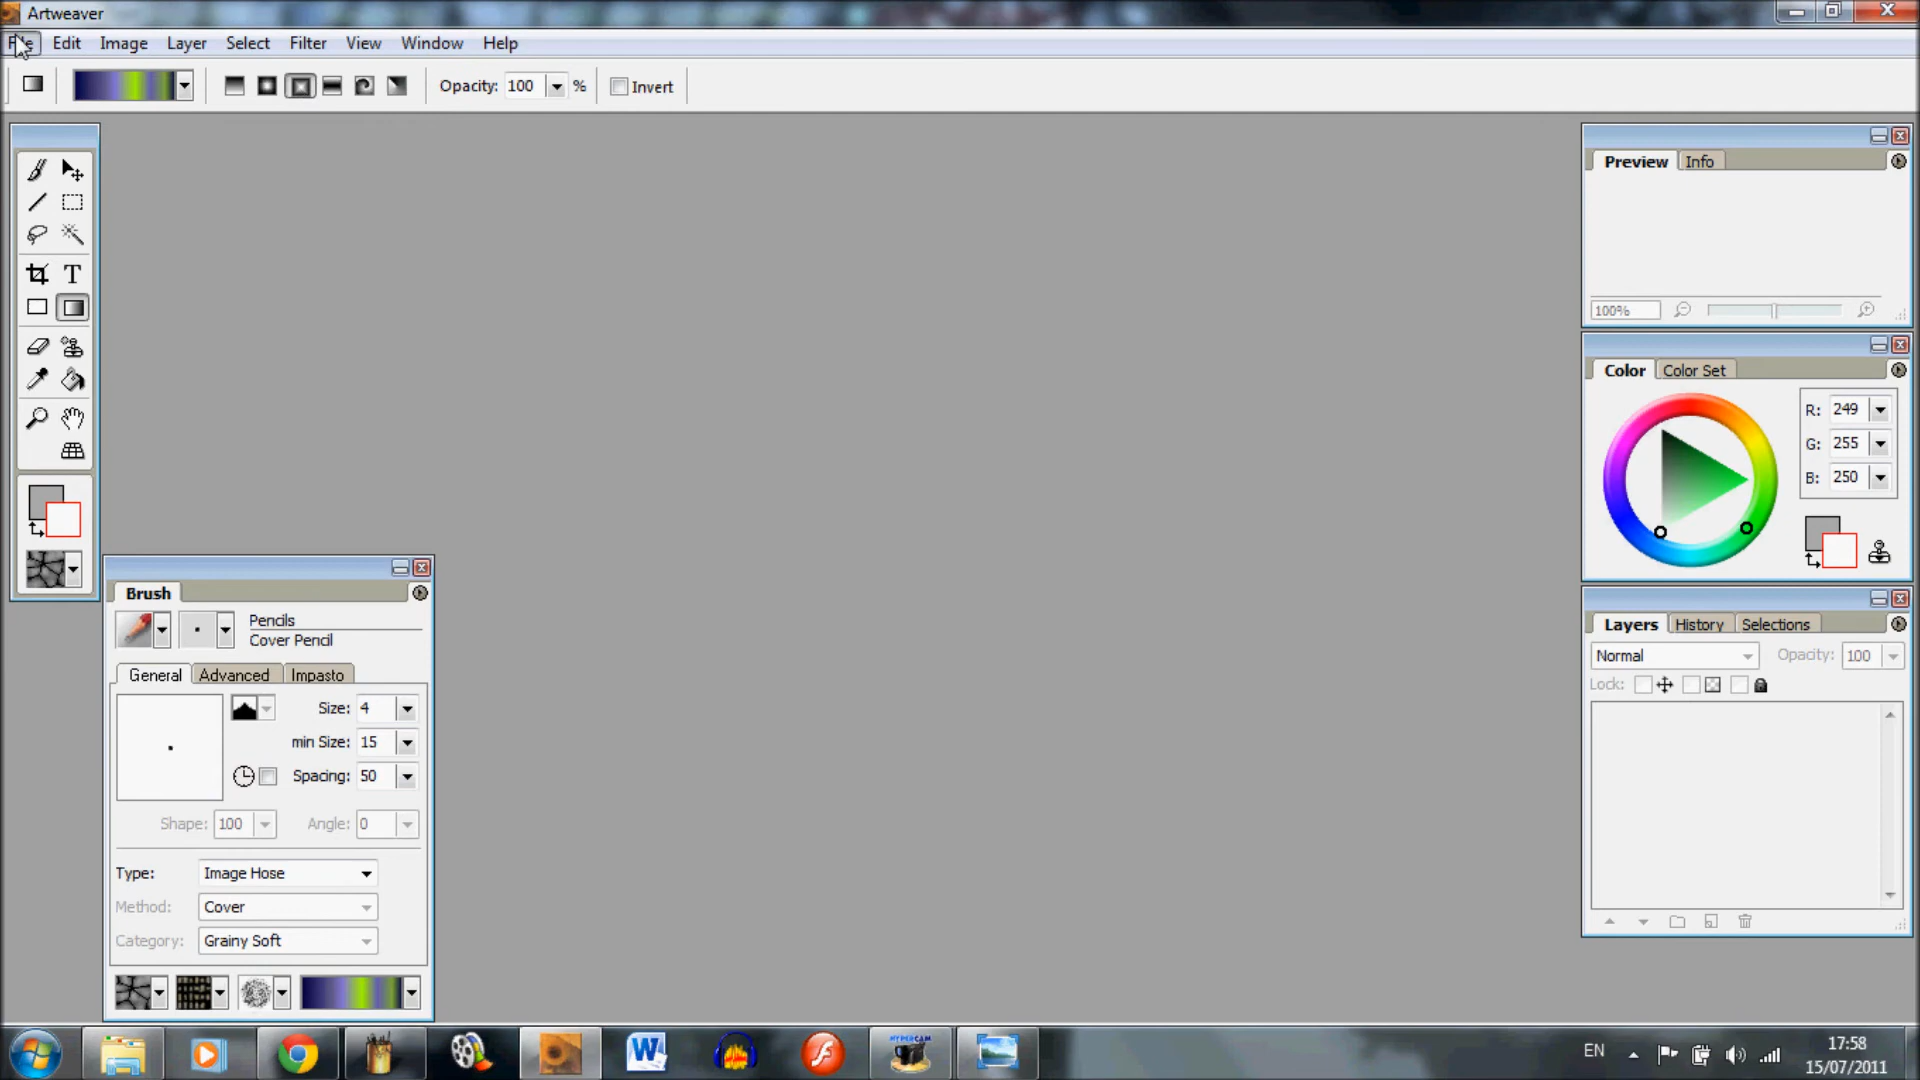 Artweaver
File Edit Image Layer Select Filter View Window Help
Opacity: 100 % Invert
Preview Info
100%
Color Color Set
R: 249
G: 255
B: 250
Brush
Pencils
Cover Pencil
General Advanced Impasto
Size: 4
min Size: 15
Spacing: 50
Shape: 100 Angle: 0
Type: Image Hose
Method: Cover
Category: Grainy Soft
Layers History Selections
Normal Opacity: 100
Lock:
HYPERCAM
EN
17:58
15/07/2011